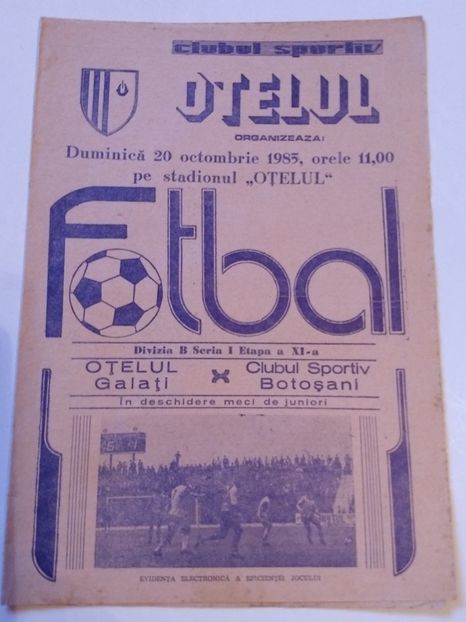 clubul sportiv
OȚELUL
ORGANIZEAZA:
Duminică 20 octombrie 1985, orele 11,00
pe stadionul „OȚELUL“
Fotbal
Divizia B Seria I Etapa a XI-a
OȚELUL Galați × Clubul Sportiv Botoșani
În deschidere meci de juniori
EVIDENȚA ELECTRONICĂ A EFICIENȚEI JOCULUI